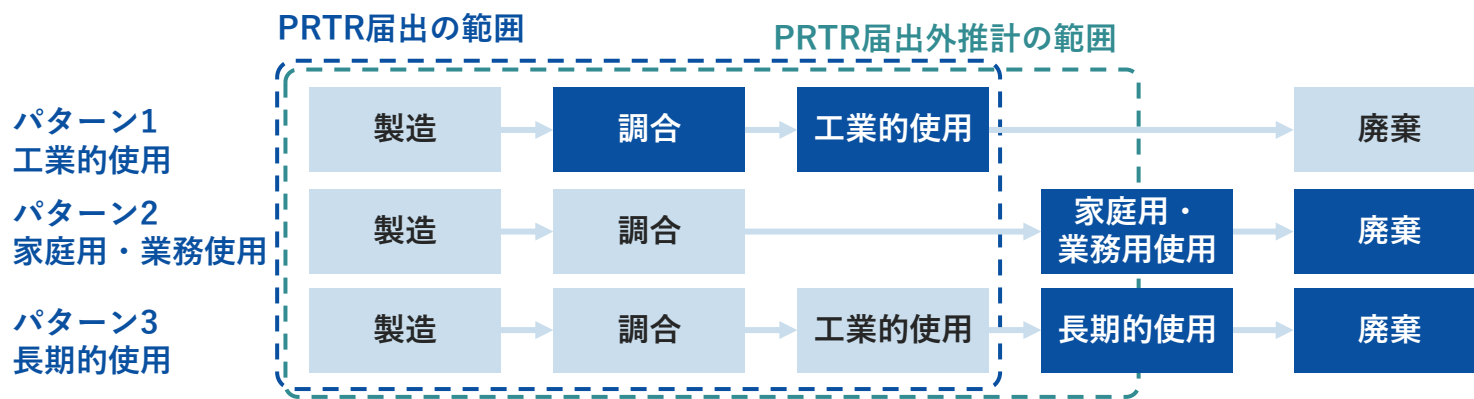 PRTR届出の範囲
PRTR届出外推計の範囲
パターン1
工業的使用
製造
調合
工業的使用
廃棄
パターン2
家庭用・業務使用
製造
調合
家庭用・
業務用使用
廃棄
パターン3
長期的使用
製造
調合
工業的使用
長期的使用
廃棄